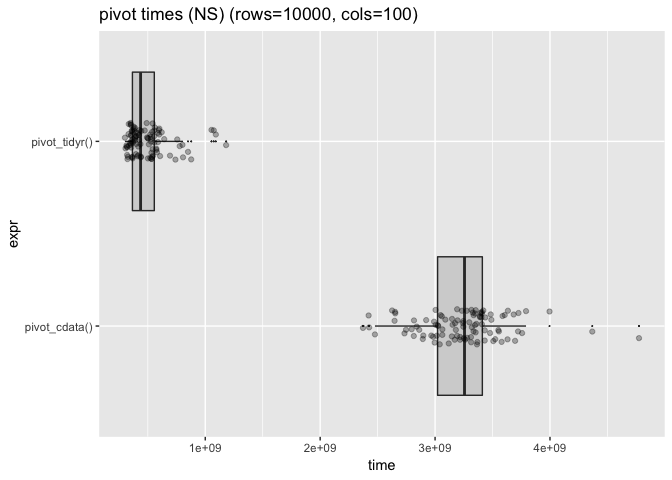 pivot times (NS) (rows=10000, cols=100)
expr
pivot_tidyr()
pivot_cdata()
1e+09 2e+09 3e+09 4e+09
time